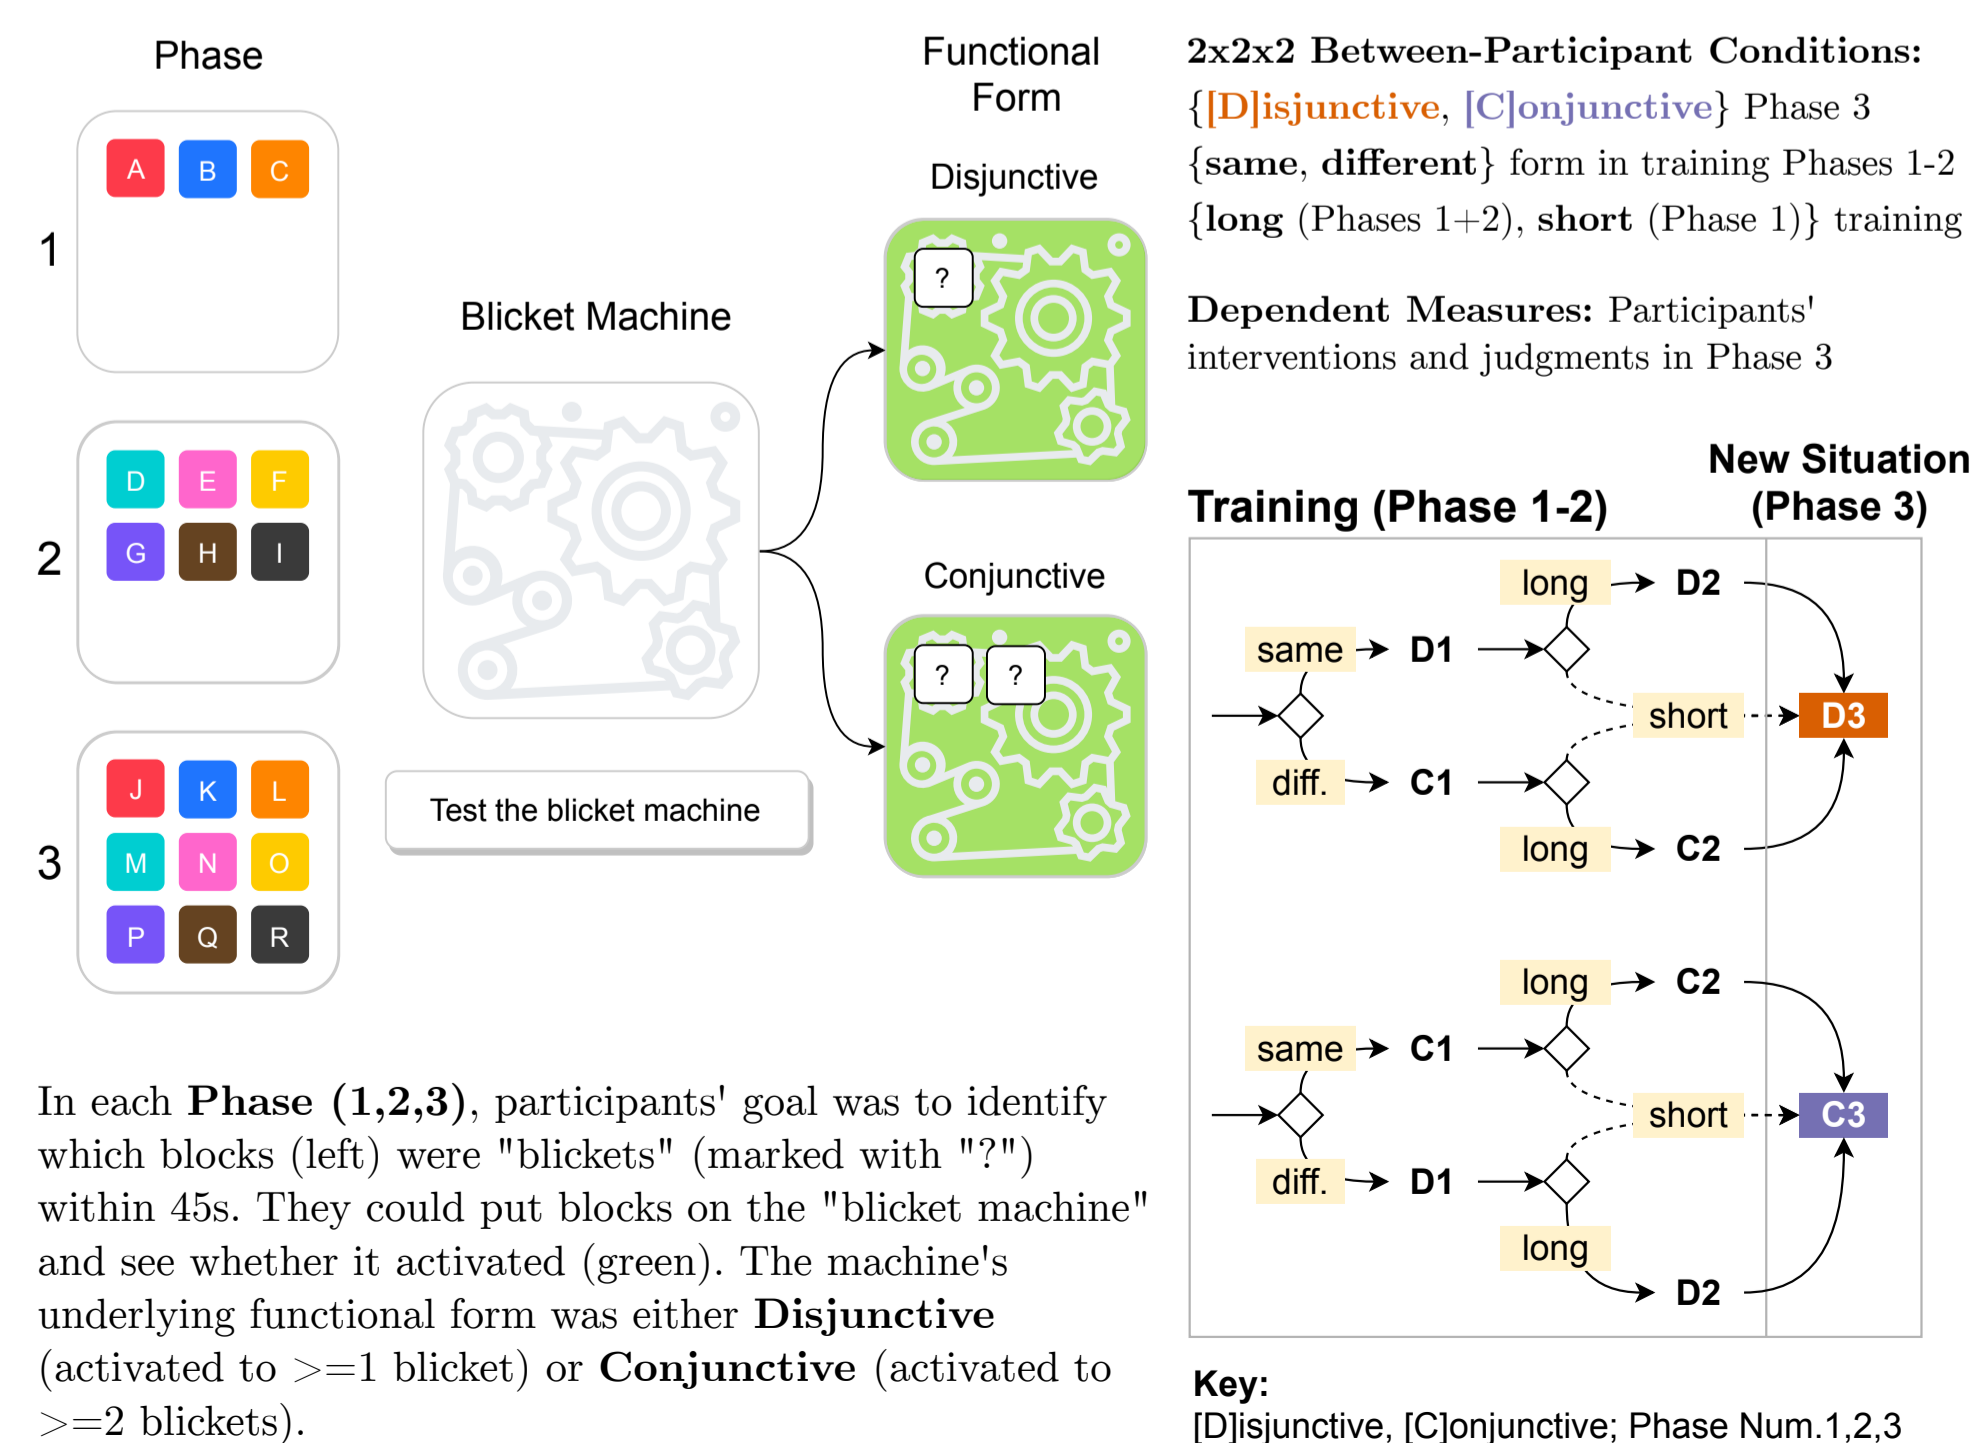 Phase
1
A B C
2
D E F
G H I
3
J K L
M N O
P Q R
Blicket Machine
Test the blicket machine
Functional
Form
Disjunctive
?
Conjunctive
? ?
In each Phase (1,2,3), participants' goal was to identify
which blocks (left) were "blickets" (marked with "?")
within 45s. They could put blocks on the "blicket machine"
and see whether it activated (green). The machine's
underlying functional form was either Disjunctive
(activated to >=1 blicket) or Conjunctive (activated to
>=2 blickets).
2x2x2 Between-Participant Conditions:
{[D]isjunctive, [C]onjunctive} Phase 3
{same, different} form in training Phases 1-2
{long (Phases 1+2), short (Phase 1)} training
Dependent Measures: Participants'
interventions and judgments in Phase 3
New Situation
Training (Phase 1-2) (Phase 3)
long D2
same D1
short D3
diff. C1
long C2
long C2
same C1
short C3
diff. D1
long
D2
Key:
[D]isjunctive, [C]onjunctive; Phase Num.1,2,3